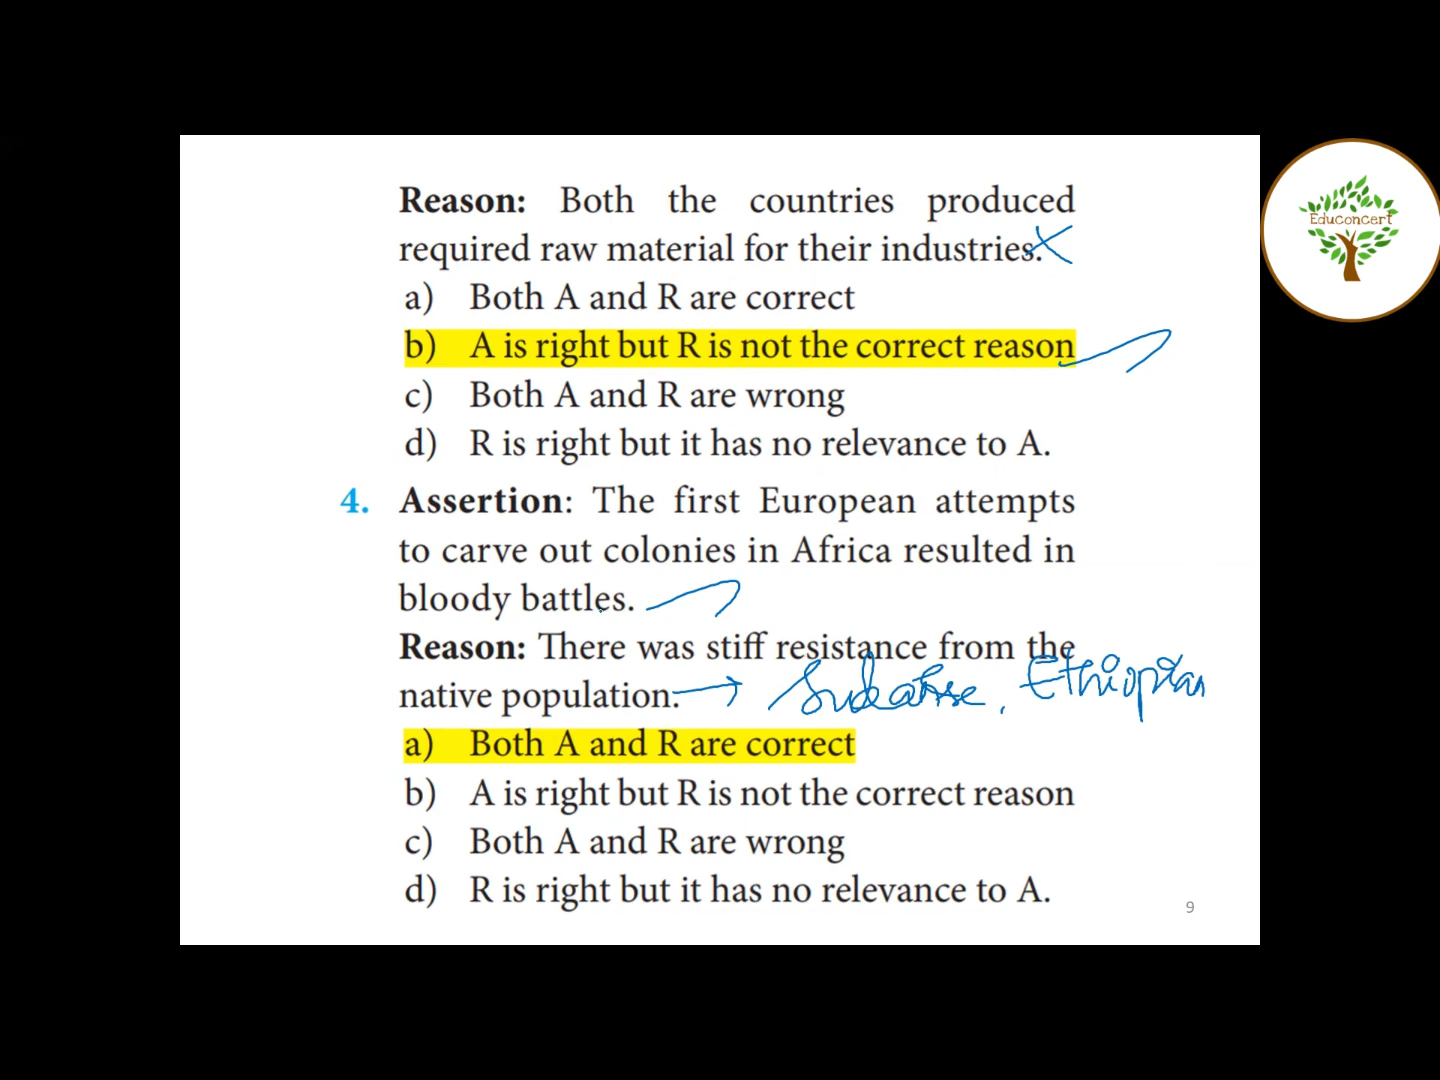 Educoncert
Reason: Both the countries produced
required raw material for their industries.
a) Both A and R are correct
b) A is right but R is not the correct reason
c) Both A and R are wrong
d) R is right but it has no relevance to A.
4. Assertion: The first European attempts
to carve out colonies in Africa resulted in
bloody battles.
Reason: There was stiff resistance from the
native population. → , Ethiopian
a) Both A and R are correct
b) A is right but R is not the correct reason
c) Both A and R are wrong
d) R is right but it has no relevance to A.
9